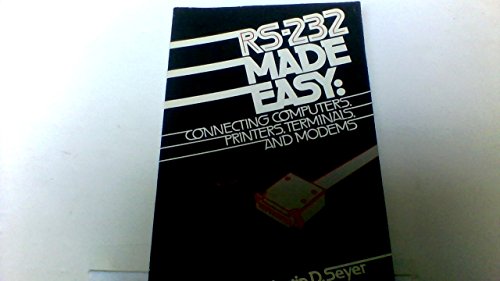 RS-232
MADE
EASY:
CONNECTING COMPUTERS,
PRINTERS, TERMINALS,
AND MODEMS
D. Seyer